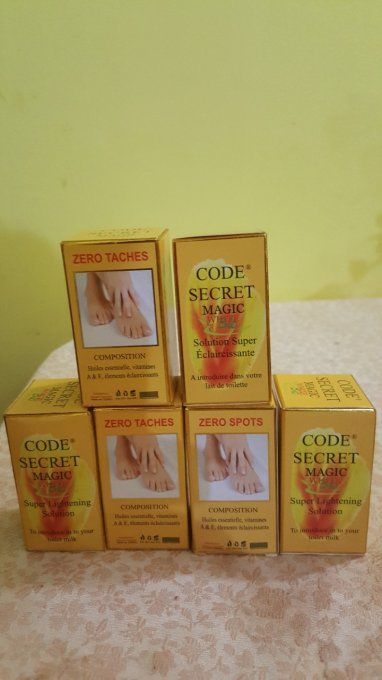 ZERO TACHES
COMPOSITION
Huiles essentielle, vitamines
A & E, élements éclaircissants
CODE®
SECRET
MAGIC
Solution Super
Éclaircissante
A introduire dans votre
lait de toilette
CODE®
SECRET
MAGIC
Super Lightening
Solution
To introduce in to your
toilet milk
ZERO TACHES
COMPOSITION
Huiles essentielle, vitamines
A & E, élements éclaircissants
ZERO SPOTS
COMPOSITION
Huiles essentielle, vitamines
A & E, élements éclaircissants
CODE®
SECRET
MAGIC
Super Lightening
Solution
To introduce in to your
toilet milk